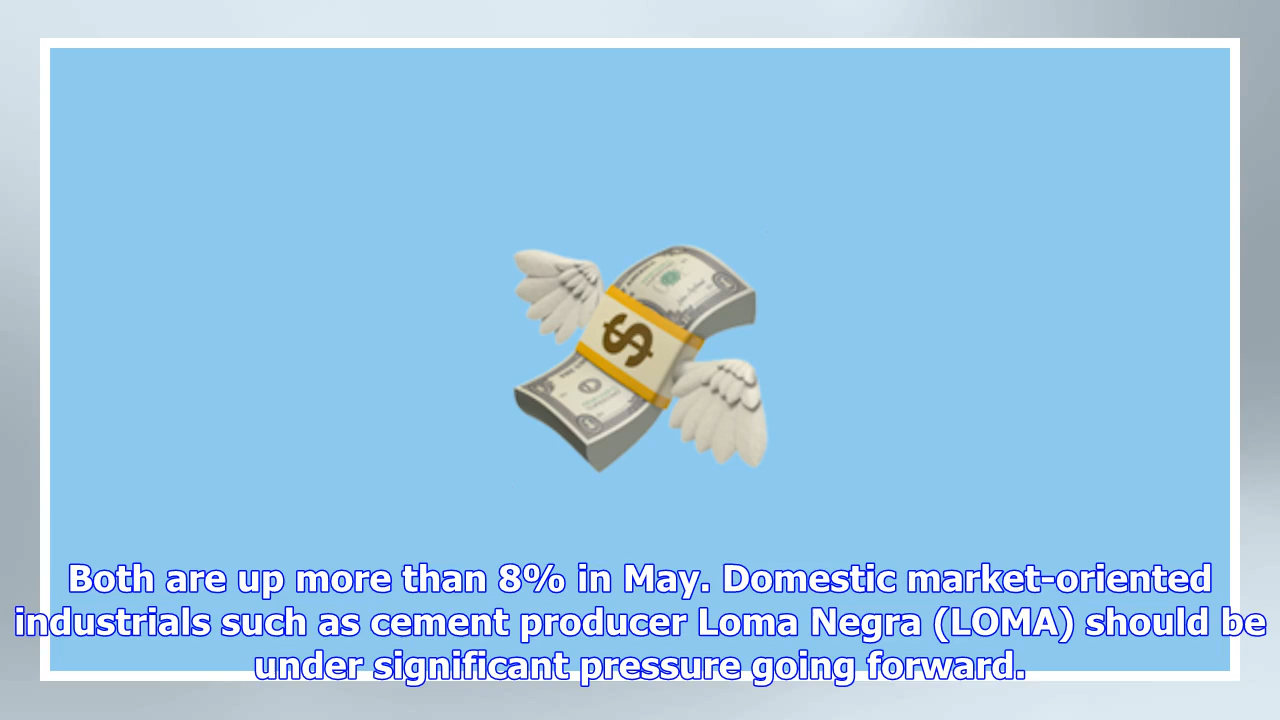 $
Both are up more than 8% in May. Domestic market-oriented
industrials such as cement producer Loma Negra (LOMA) should be
under significant pressure going forward.